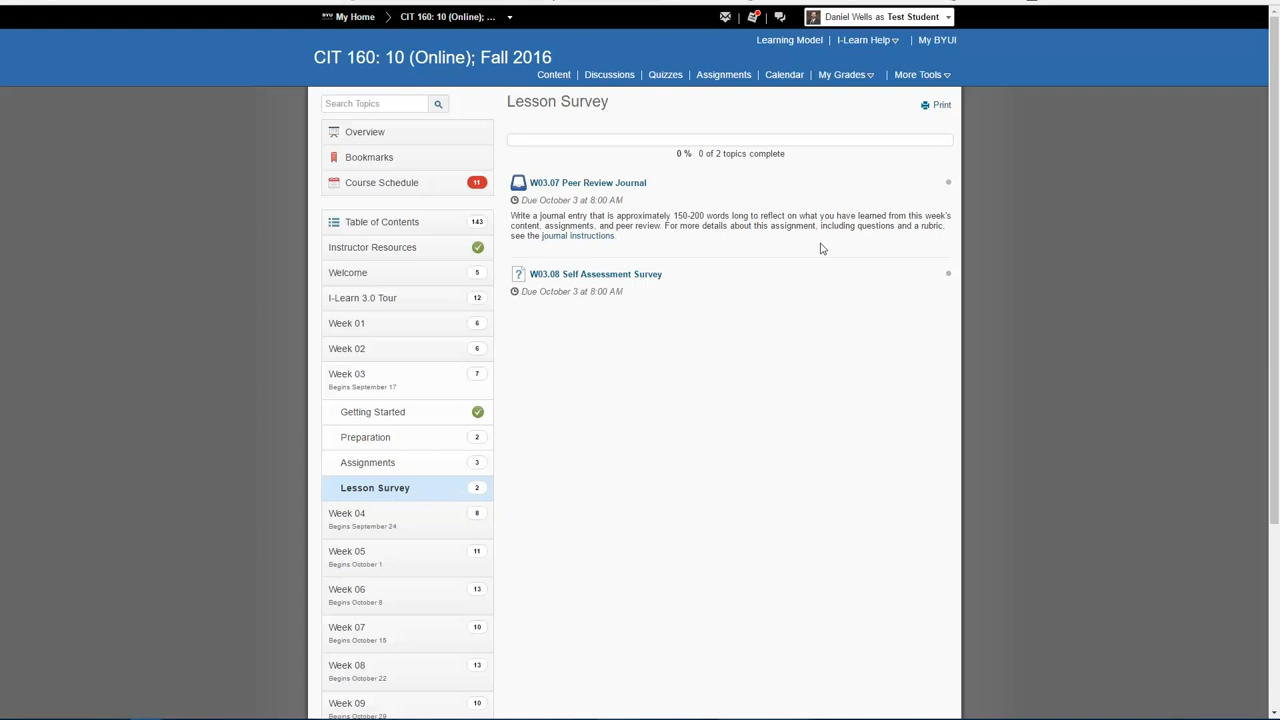 BYU My Home CIT 160: 10 (Online); ... Daniel Wells as Test Student
Learning Model I-Learn Help My BYUI
CIT 160: 10 (Online); Fall 2016
Content Discussions Quizzes Assignments Calendar My Grades More Tools
Search Topics
Overview
Bookmarks
Course Schedule 11
Table of Contents 143
Instructor Resources
Welcome 5
I-Learn 3.0 Tour 12
Week 01 6
Week 02 6
Week 03 7
Begins September 17
Getting Started
Preparation 2
Assignments 3
Lesson Survey 2
Week 04 8
Begins September 24
Week 05 11
Begins October 1
Week 06 13
Begins October 8
Week 07 10
Begins October 15
Week 08 13
Begins October 22
Week 09 10
Begins October 29
Lesson Survey
Print
0 % 0 of 2 topics complete
W03.07 Peer Review Journal
Due October 3 at 8:00 AM
Write a journal entry that is approximately 150-200 words long to reflect on what you have learned from this week's
content, assignments, and peer review. For more details about this assignment, including questions and a rubric,
see the journal instructions.
? W03.08 Self Assessment Survey
Due October 3 at 8:00 AM